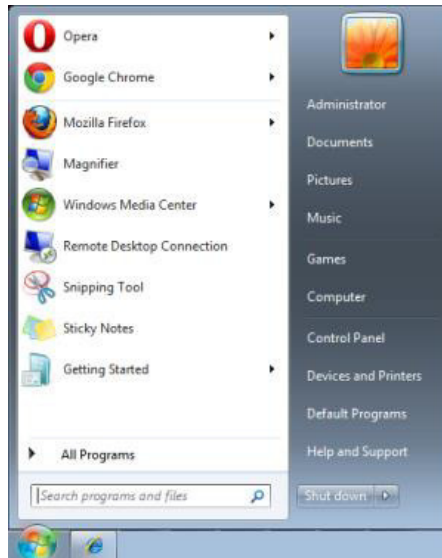 Opera
Google Chrome
Mozilla Firefox
Magnifier
Windows Media Center
Remote Desktop Connection
Snipping Tool
Sticky Notes
Getting Started
All Programs
Search programs and files
Administrator
Documents
Pictures
Music
Games
Computer
Control Panel
Devices and Printers
Default Programs
Help and Support
Shut down